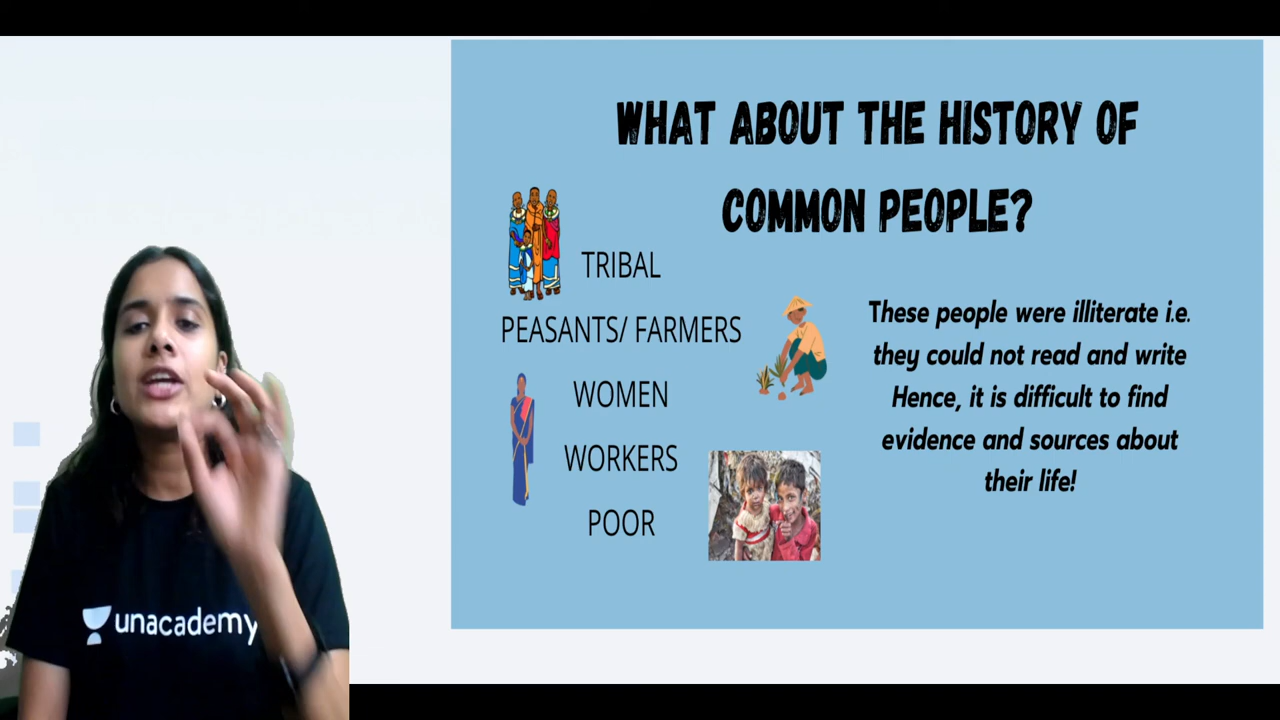 WHAT ABOUT THE HISTORY OF
COMMON PEOPLE?
TRIBAL
PEASANTS/ FARMERS
WOMEN
WORKERS
POOR
These people were illiterate i.e.
they could not read and write
Hence, it is difficult to find
evidence and sources about
their life!
unacademy